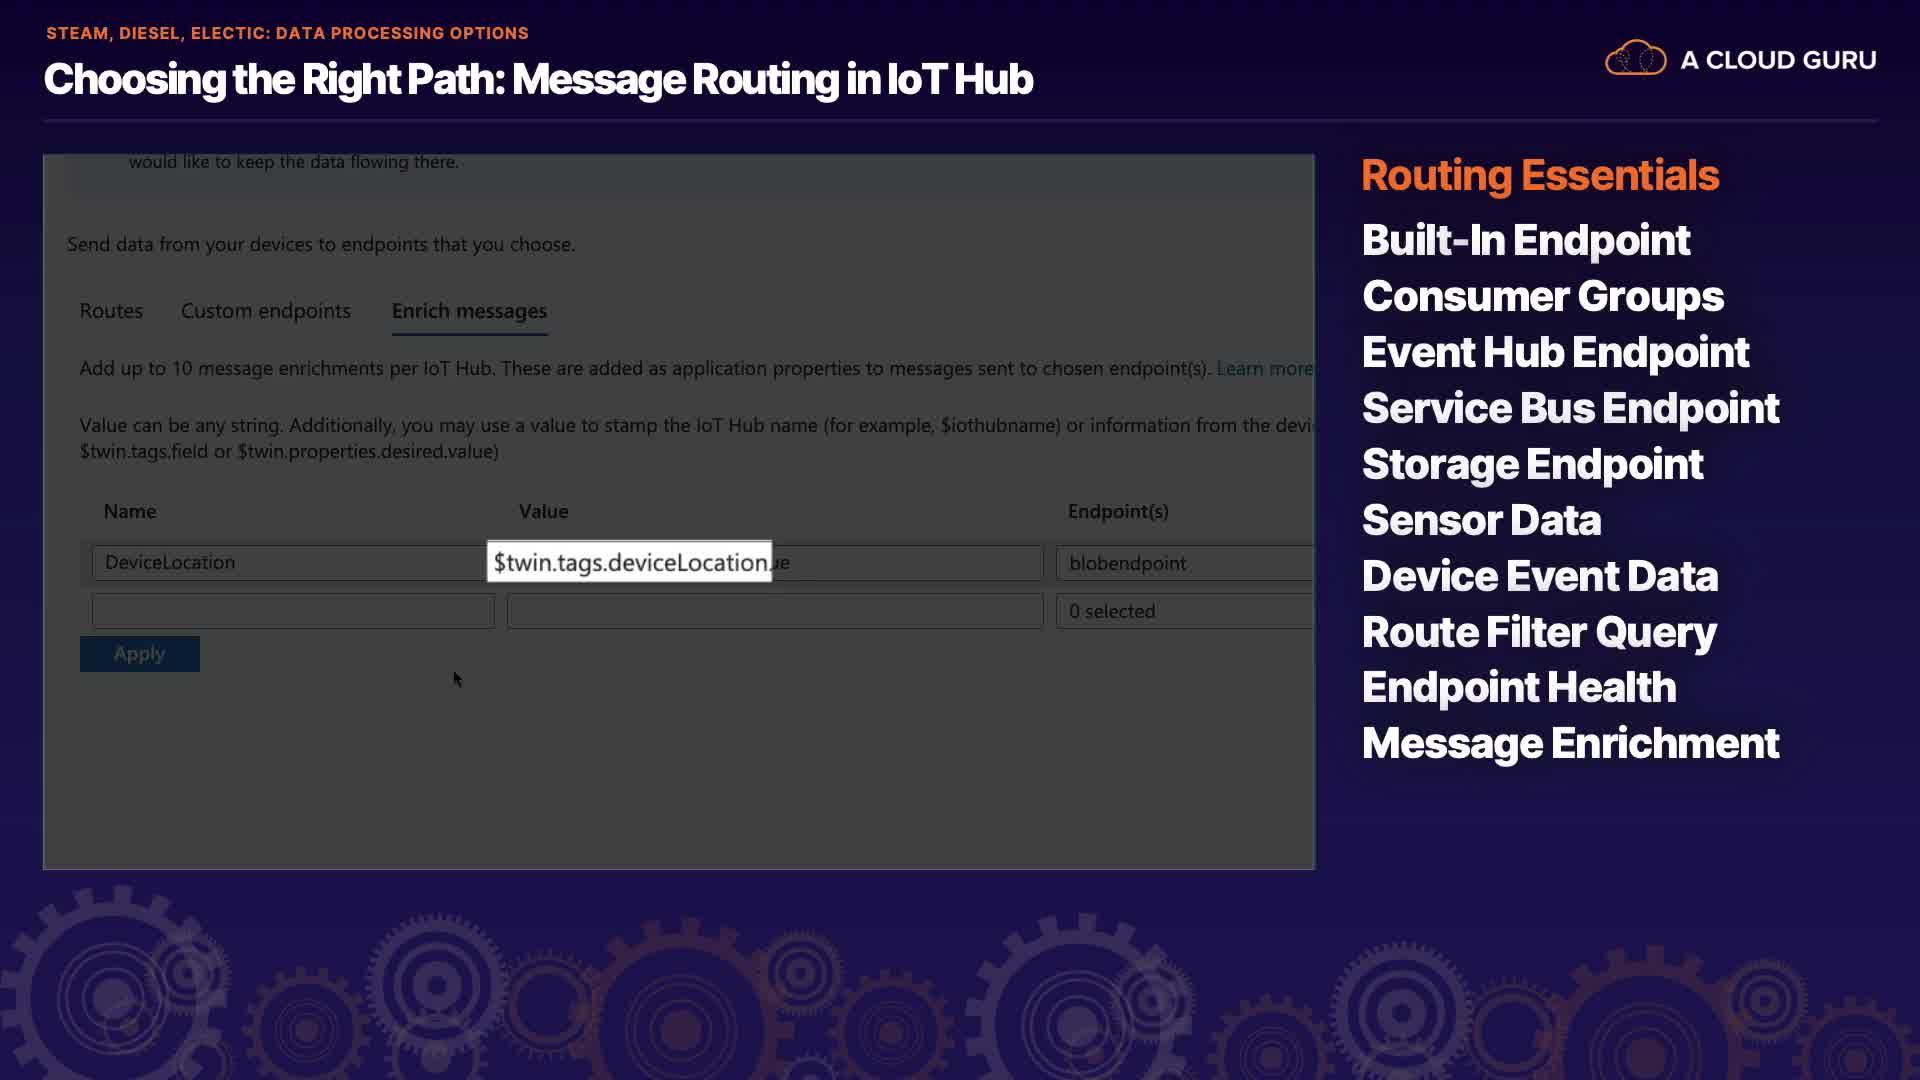 STEAM, DIESEL, ELECTIC: DATA PROCESSING OPTIONS
Choosing the Right Path: Message Routing in IoT Hub
A CLOUD GURU
would like to keep the data flowing there.
Send data from your devices to endpoints that you choose.
Routes Custom endpoints Enrich messages
Add up to 10 message enrichments per IoT Hub. These are added as application properties to messages sent to chosen endpoint(s). Learn more
Value can be any string. Additionally, you may use a value to stamp the IoT Hub name (for example, $iothubname) or information from the devi
$twin.tags.field or $twin.properties.desired.value)
Name Value Endpoint(s)
DeviceLocation $twin.tags.deviceLocation blobendpoint
0 selected
Apply
Routing Essentials
Built-In Endpoint
Consumer Groups
Event Hub Endpoint
Service Bus Endpoint
Storage Endpoint
Sensor Data
Device Event Data
Route Filter Query
Endpoint Health
Message Enrichment